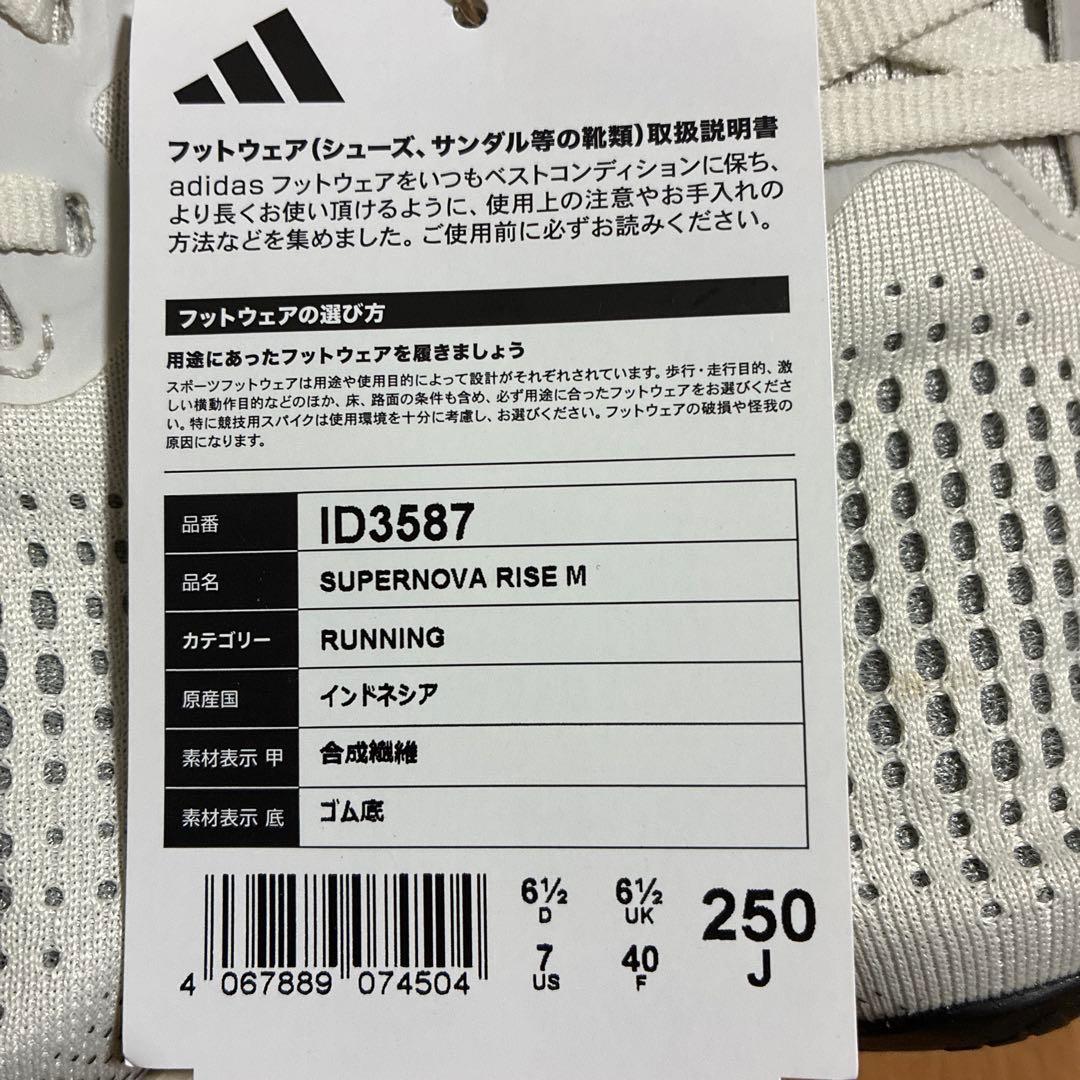 フットウェア(シューズ、サンダル等の靴類)取扱説明書
adidas フットウェアをいつもベストコンディションに保ち、
より長くお使い頂けるように、使用上の注意やお手入れの
方法などを集めました。ご使用前に必ずお読みください。
フットウェアの選び方
用途にあったフットウェアを履きましょう
スポーツフットウェアは用途や使用目的によって設計がそれぞれされています。歩行・走行目的、激
しい横動作目的などのほか、床、路面の条件も含め、必ず用途に合ったフットウェアをお選びくださ
い。特に競技用スパイクは使用環境を十分に考慮し、お選びください。フットウェアの破損や怪我の
原因になります。
品番 ID3587
品名 SUPERNOVA RISE M
カテゴリー RUNNING
原産国 インドネシア
素材表示 甲 合成繊維
素材表示 底 ゴム底
6½ 6½ 250
D UK J
7 40
US F
4 067889 074504